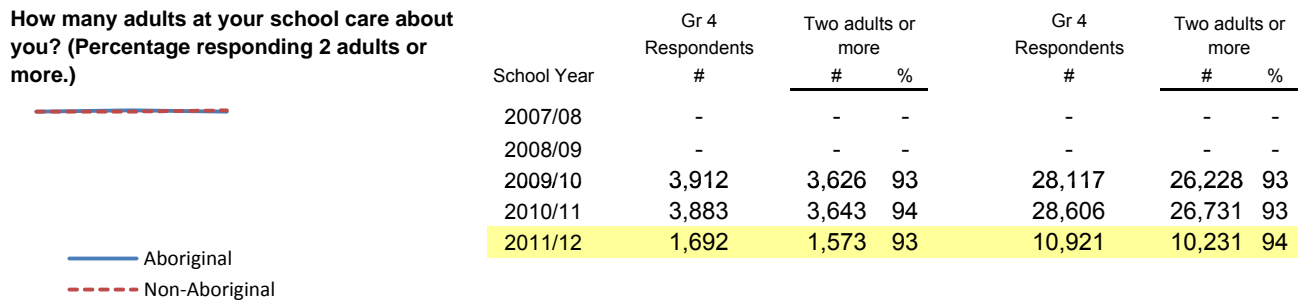 How many adults at your school care about
you? (Percentage responding 2 adults or
more.)
Aboriginal
Non-Aboriginal
Gr 4 Two adults or Gr 4 Two adults or
Respondents more Respondents more
School Year # # % # # %
2007/08 - - - - - -
2008/09 - - - - - -
2009/10 3,912 3,626 93 28,117 26,228 93
2010/11 3,883 3,643 94 28,606 26,731 93
2011/12 1,692 1,573 93 10,921 10,231 94